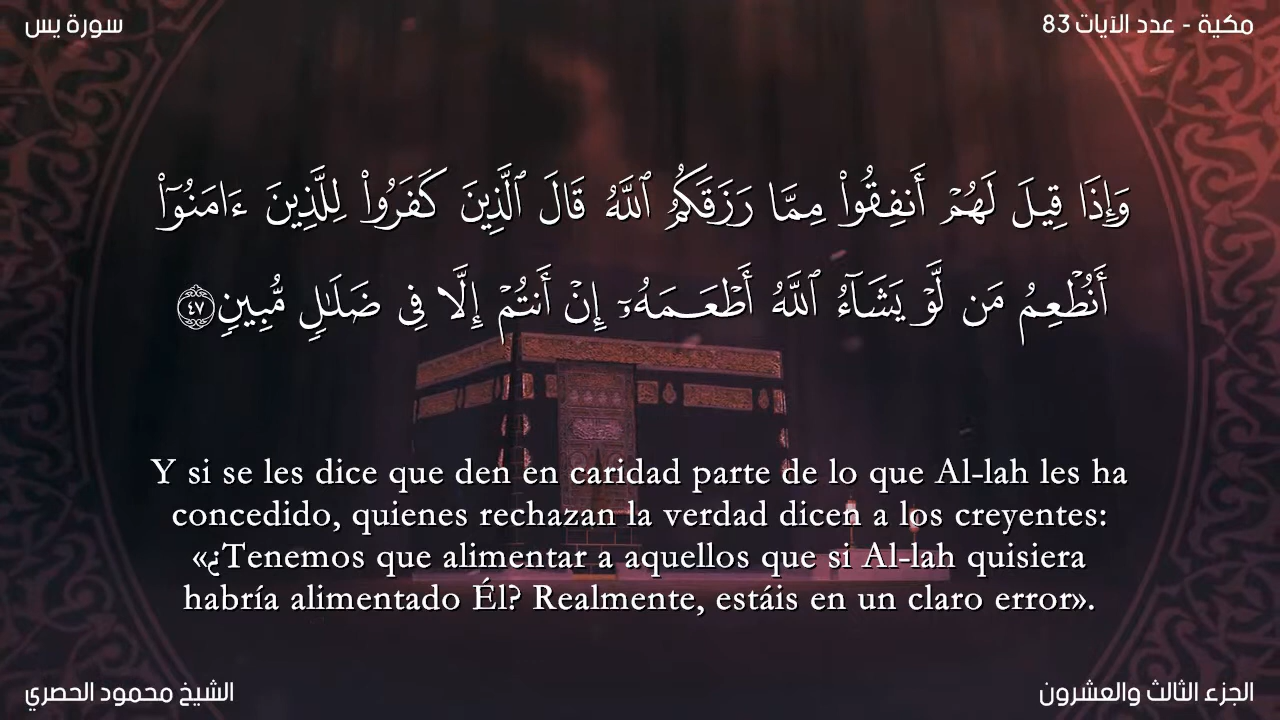 سورة يس
مكية - عدد الآيات 83
وَإِذَا قِيلَ لَهُمْ أَنفِقُوا۟ مِمَّا رَزَقَكُمُ ٱللَّهُ قَالَ ٱلَّذِينَ كَفَرُوا۟ لِلَّذِينَ ءَامَنُوٓا۟
أَنُطْعِمُ مَن لَّوْ يَشَآءُ ٱللَّهُ أَطْعَمَهُۥٓ إِنْ أَنتُمْ إِلَّا فِى ضَلَٰلٍ مُّبِينٍ ٤٧
Y si se les dice que den en caridad parte de lo que Al-lah les ha
concedido, quienes rechazan la verdad dicen a los creyentes:
«¿Tenemos que alimentar a aquellos que si Al-lah quisiera
habría alimentado Él? Realmente, estáis en un claro error».
الشيخ محمود الحصري
الجزء الثالث والعشرون